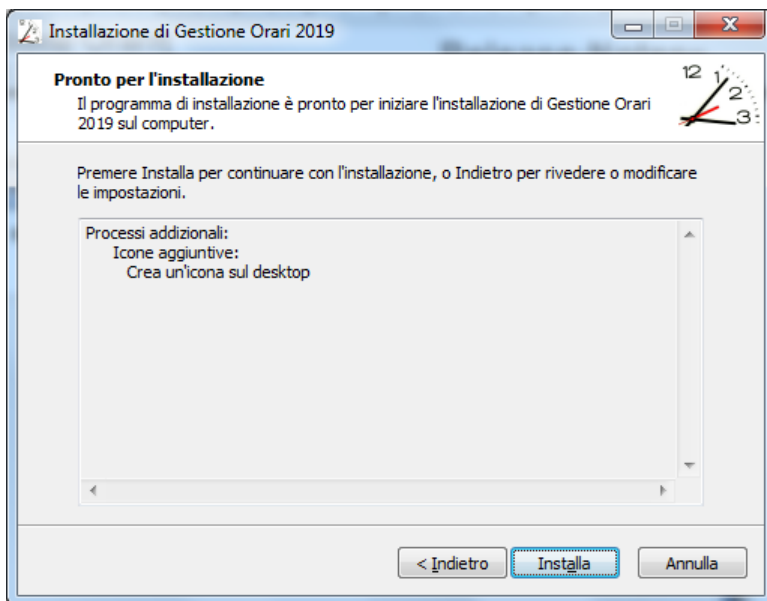 Installazione di Gestione Orari 2019
Pronto per l'installazione
Il programma di installazione è pronto per iniziare l'installazione di Gestione Orari
2019 sul computer.
12
1
2
3
Premere Installa per continuare con l'installazione, o Indietro per rivedere o modificare
le impostazioni.
Processi addizionali:
Icone aggiuntive:
Crea un'icona sul desktop
< Indietro
Installa
Annulla